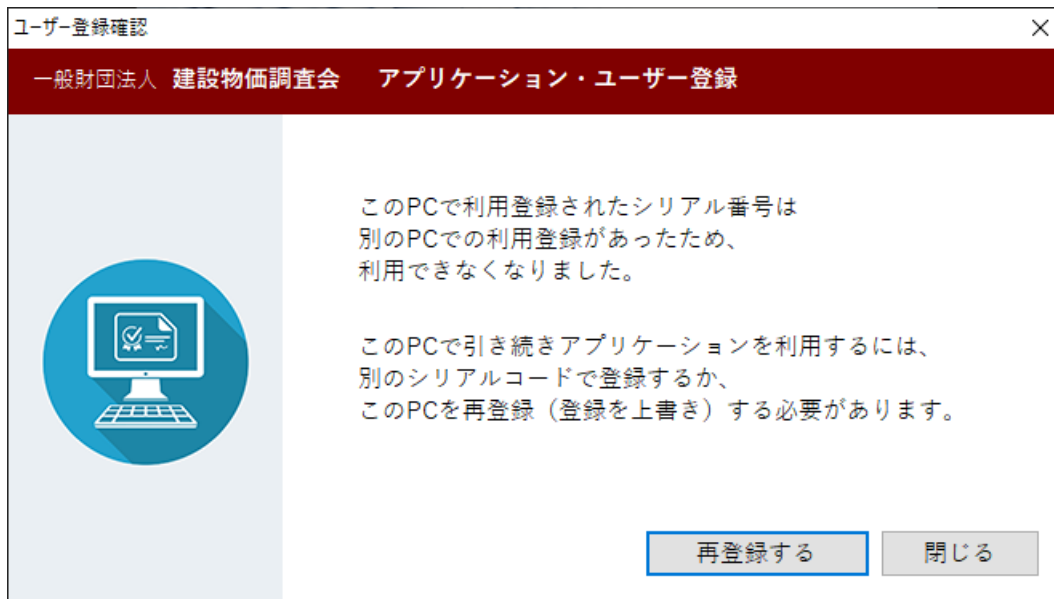 ユーザー登録確認
一般財団法人 建設物価調査会 アプリケーション・ユーザー登録
このPCで利用登録されたシリアル番号は
別のPCでの利用登録があったため、
利用できなくなりました。
このPCで引き続きアプリケーションを利用するには、
別のシリアルコードで登録するか、
このPCを再登録（登録を上書き）する必要があります。
再登録する 閉じる